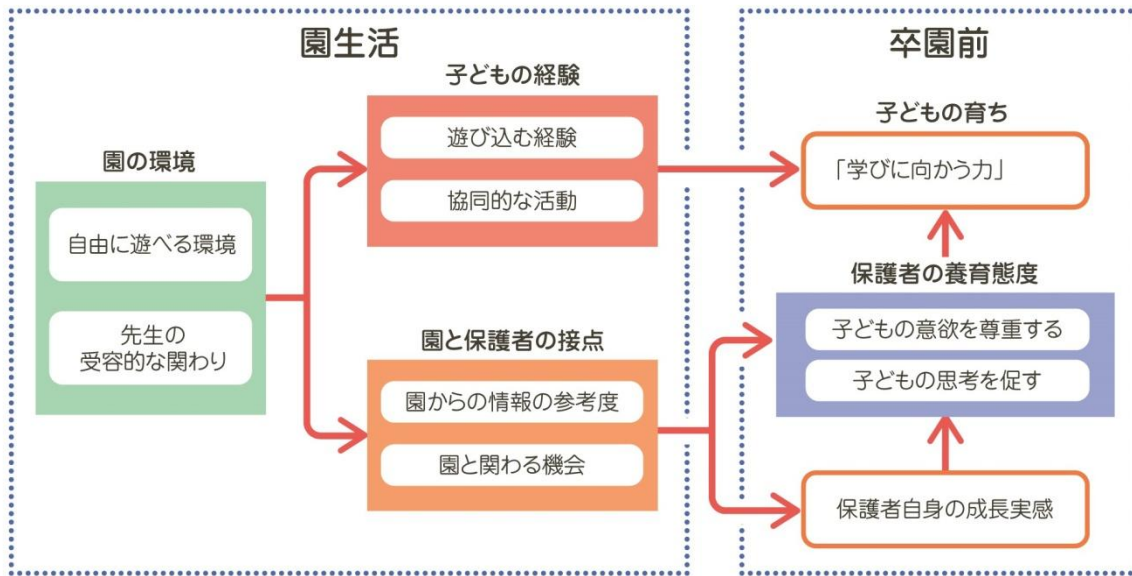 園生活
園の環境
自由に遊べる環境
先生の
受容的な関わり
子どもの経験
遊び込む経験
協同的な活動
園と保護者の接点
園からの情報の参考度
園と関わる機会
卒園前
子どもの育ち
「学びに向かう力」
保護者の養育態度
子どもの意欲を尊重する
子どもの思考を促す
保護者自身の成長実感